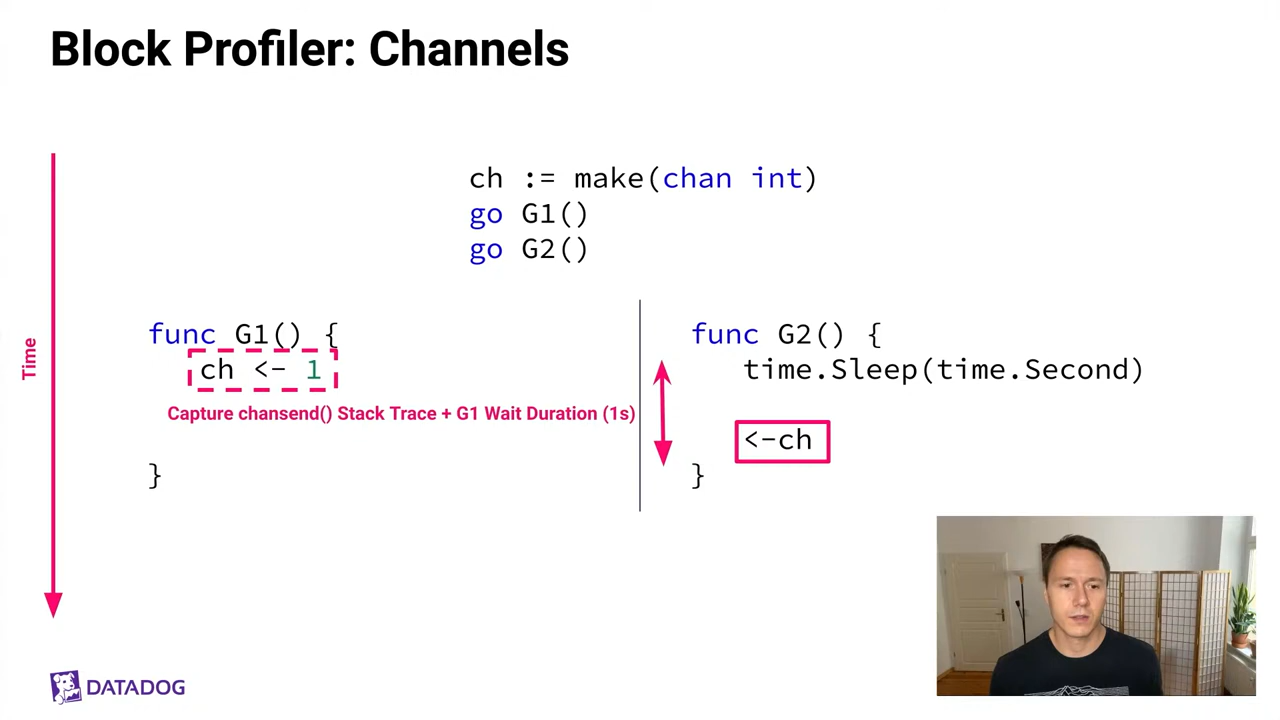 Block Profiler: Channels
ch := make(chan int)
go G1()
go G2()
Time
func G1() {
ch <- 1
Capture chansend() Stack Trace + G1 Wait Duration (1s)
}
func G2() {
time.Sleep(time.Second)
<-ch
}
DATADOG